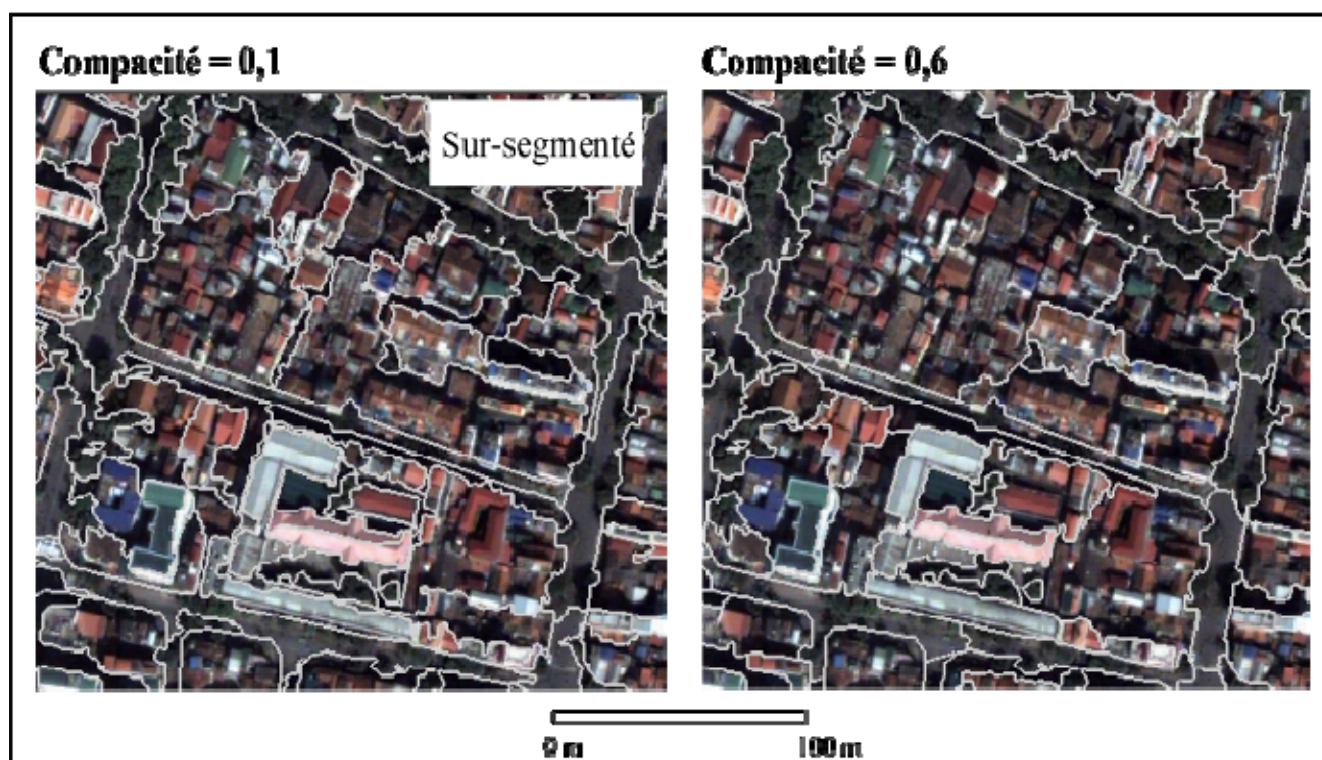 Compacité = 0,1
Compacité = 0,6
Sur-segmenté
0 m 100 m